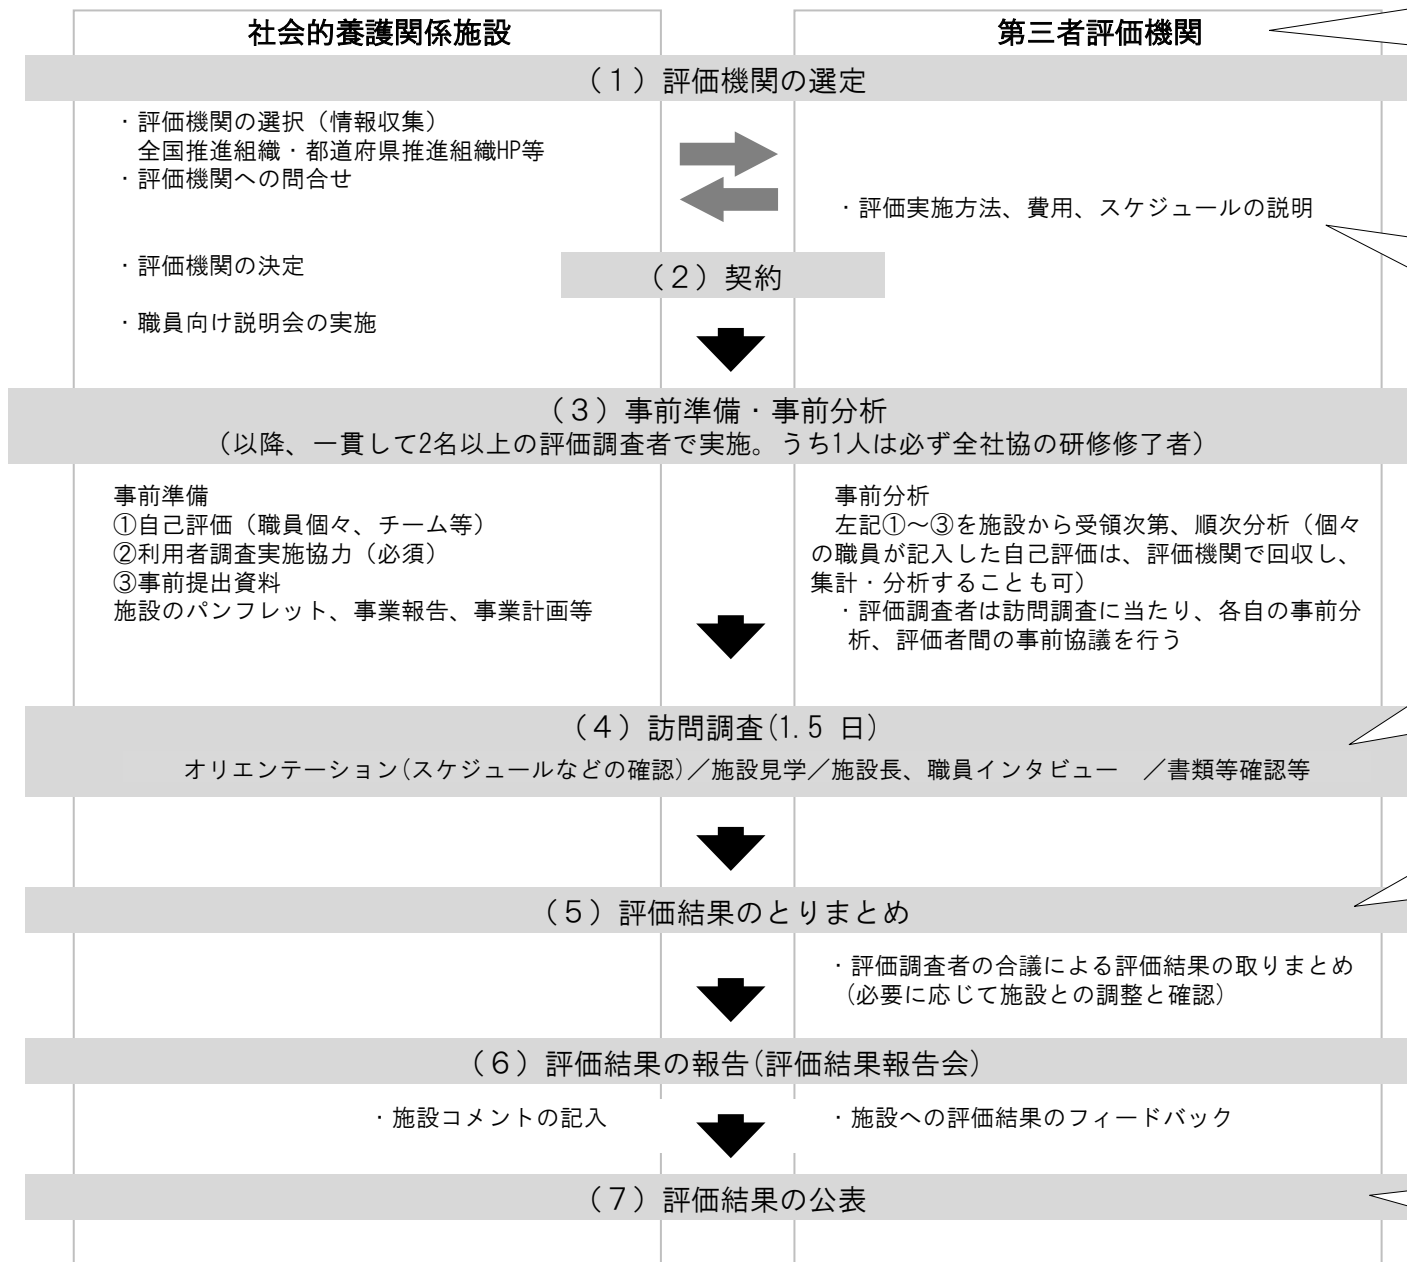 社会的養護関係施設
第三者評価機関
（１）評価機関の選定
・評価機関の選択（情報収集）
全国推進組織・都道府県推進組織HP等
・評価機関への問合せ
・評価実施方法、費用、スケジュールの説明
・評価機関の決定
（２）契約
・職員向け説明会の実施
（３）事前準備・事前分析
（以降、一貫して2名以上の評価調査者で実施。うち1人は必ず全社協の研修修了者）
事前準備
①自己評価（職員個々、チーム等）
②利用者調査実施協力（必須）
③事前提出資料
施設のパンフレット、事業報告、事業計画等
事前分析
左記①～③を施設から受領次第、順次分析（個々
の職員が記入した自己評価は、評価機関で回収し、
集計・分析することも可）
・評価調査者は訪問調査に当たり、各自の事前分
析、評価者間の事前協議を行う
（４）訪問調査(1.5 日)
オリエンテーション(スケジュールなどの確認)／施設見学／施設長、職員インタビュー　／書類等確認等
（５）評価結果のとりまとめ
・評価調査者の合議による評価結果の取りまとめ
(必要に応じて施設との調整と確認)
（６）評価結果の報告(評価結果報告会)
・施設コメントの記入
・施設への評価結果のフィードバック
（７）評価結果の公表